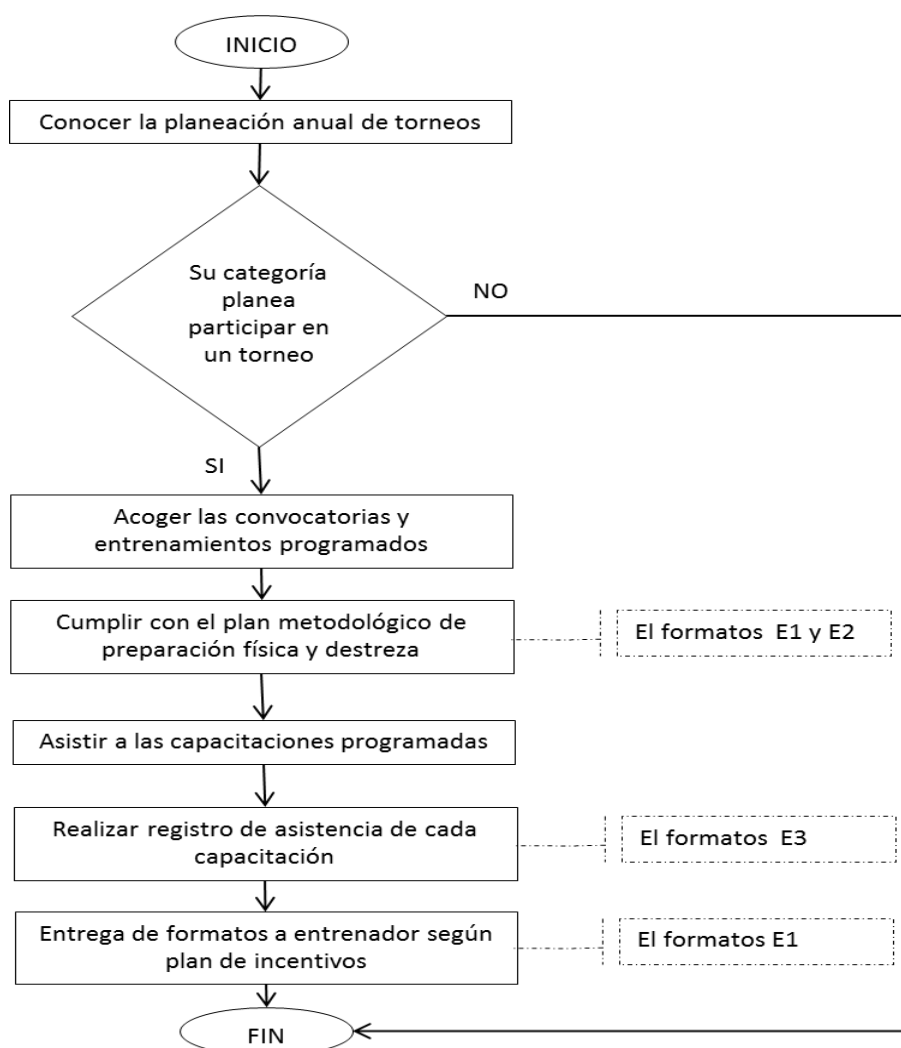 INICIO
Conocer la planeación anual de torneos
Su categoría
planea
participar en
un torneo
NO
SI
Acoger las convocatorias y
entrenamientos programados
Cumplir con el plan metodológico de
preparación física y destreza
El formatos  E1 y E2
Asistir a las capacitaciones programadas
Realizar registro de asistencia de cada
capacitación
El formatos  E3
Entrega de formatos a entrenador según
plan de incentivos
El formatos E1
FIN